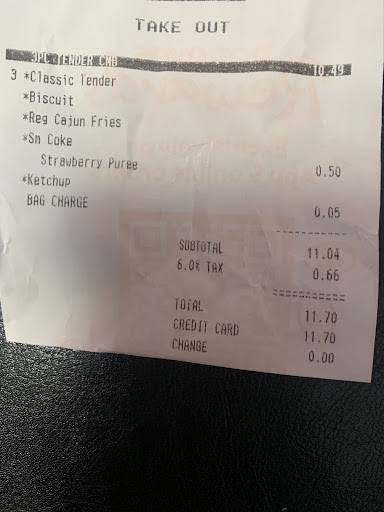 TAKE OUT
3PC TENDER CMB 10.49
3 *Classic Tender
*Biscuit
*Reg Cajun Fries
*Sm Coke
Strawberry Puree 0.50
*Ketchup
BAG CHARGE 0.05
SUBTOTAL 11.04
6.0% TAX 0.66
TOTAL 11.70
CREDIT CARD 11.70
CHANGE 0.00